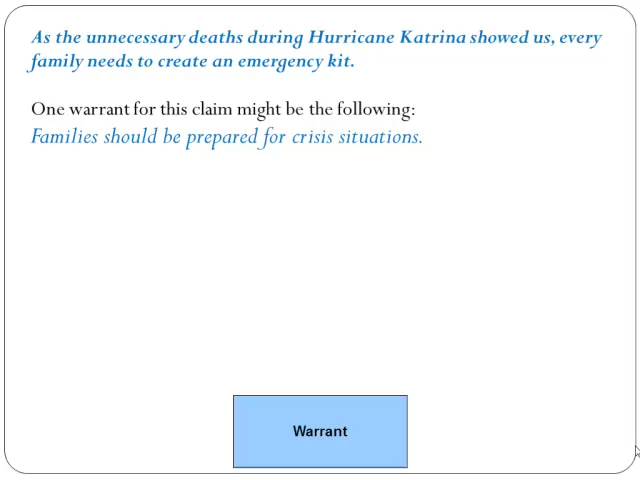 As the unnecessary deaths during Hurricane Katrina showed us, every
family needs to create an emergency kit.
One warrant for this claim might be the following:
Families should be prepared for crisis situations.
Warrant